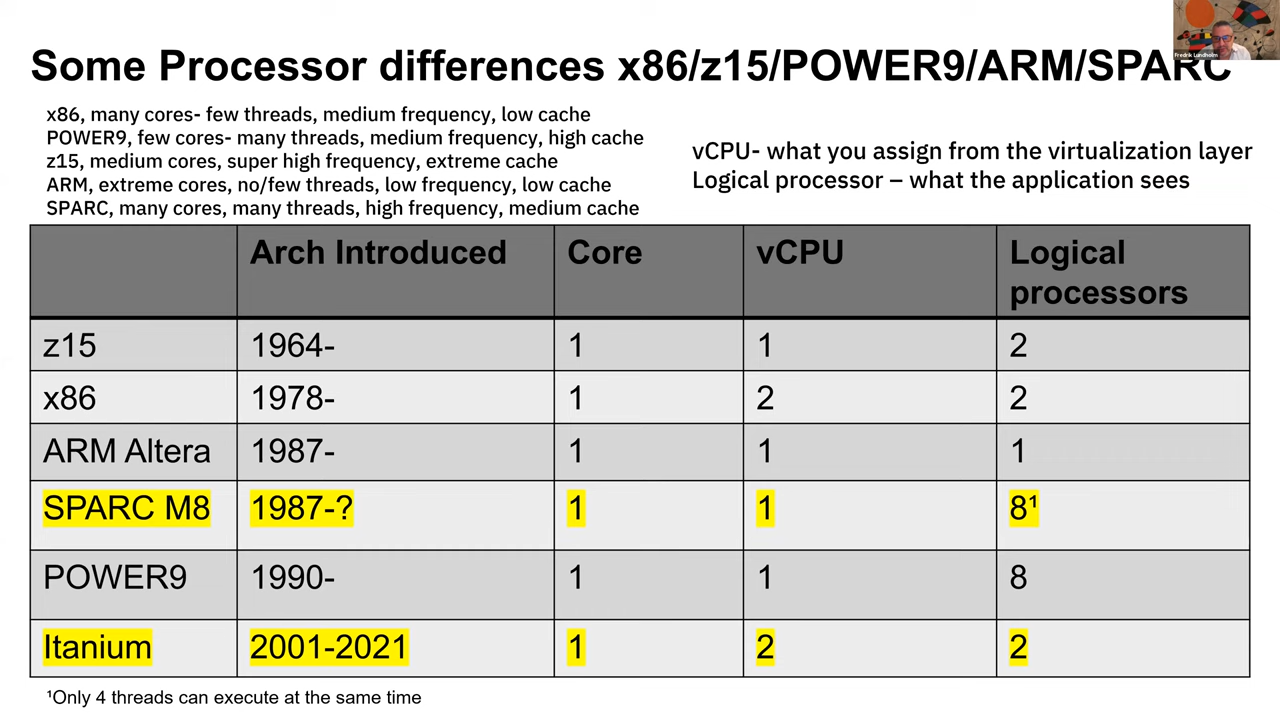 Some Processor differences x86/z15/POWER9/ARM/SPARC
Fredrik Lundholm
x86, many cores- few threads, medium frequency, low cache
POWER9, few cores- many threads, medium frequency, high cache
z15, medium cores, super high frequency, extreme cache
ARM, extreme cores, no/few threads, low frequency, low cache
SPARC, many cores, many threads, high frequency, medium cache
vCPU- what you assign from the virtualization layer
Logical processor – what the application sees
Arch Introduced Core vCPU Logical processors
z15 1964- 1 1 2
x86 1978- 1 2 2
ARM Altera 1987- 1 1 1
SPARC M8 1987-? 1 1 8¹
POWER9 1990- 1 1 8
Itanium 2001-2021 1 2 2
¹Only 4 threads can execute at the same time